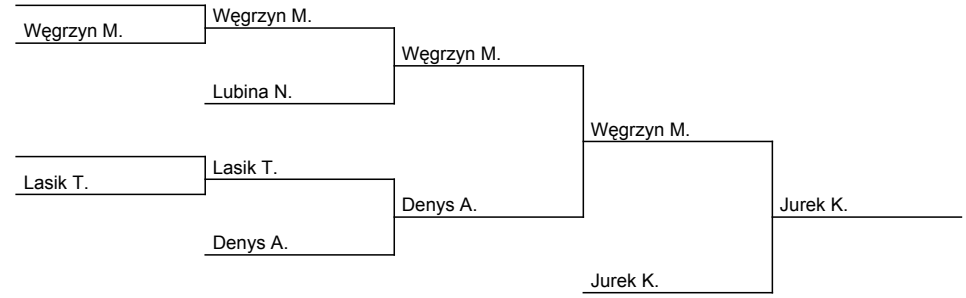 Węgrzyn M.
Węgrzyn M.
Węgrzyn M.
Lubina N.
Węgrzyn M.
Lasik T.
Lasik T.
Denys A.
Jurek K.
Denys A.
Jurek K.